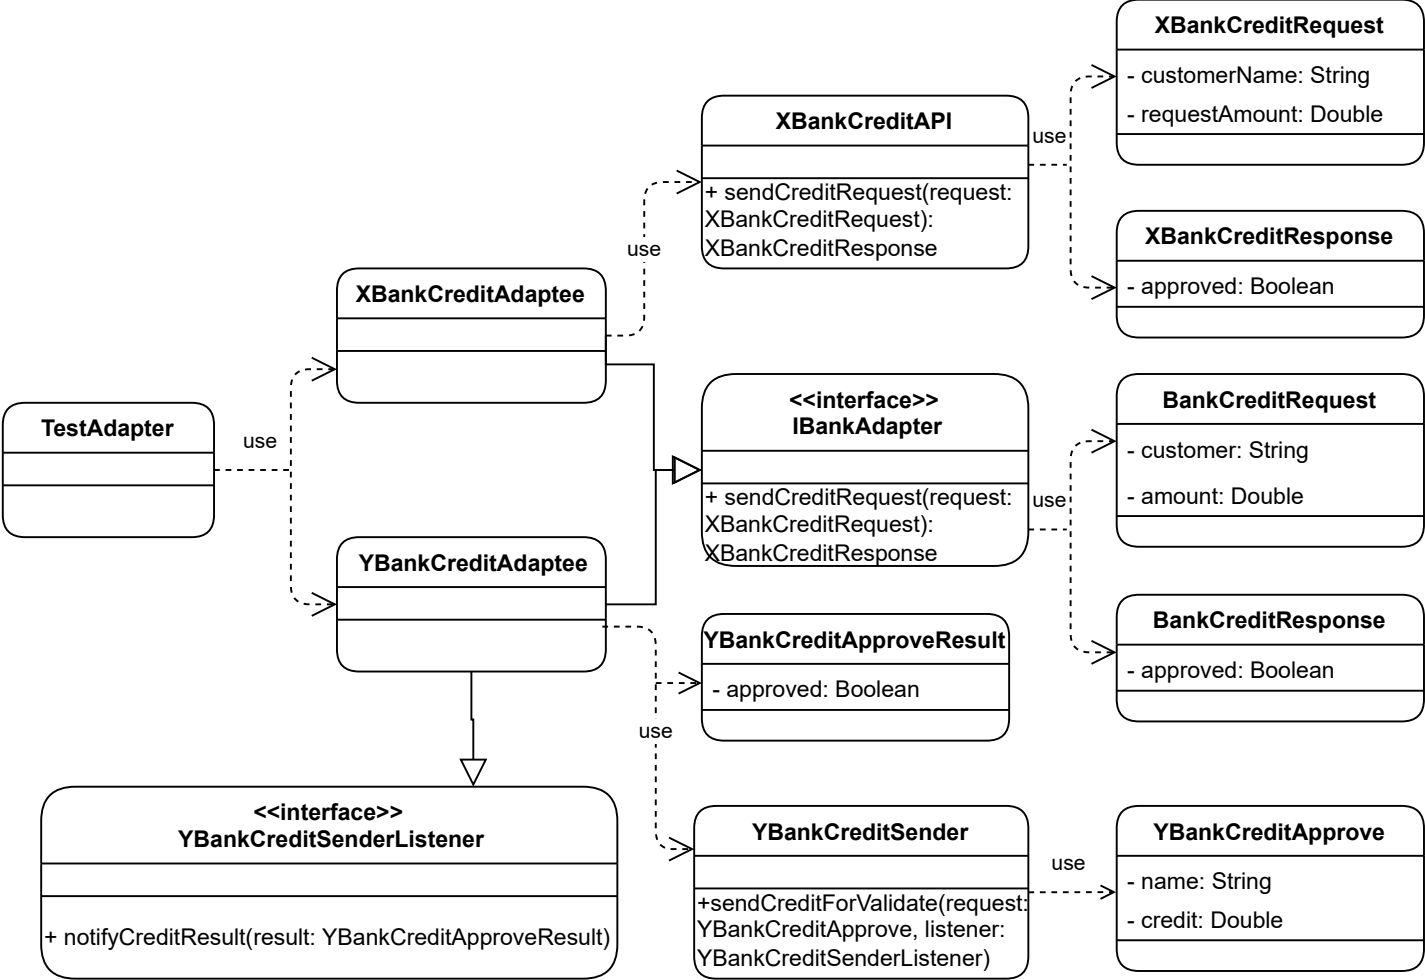 XBankCreditRequest
- customerName: String
- requestAmount: Double
XBankCreditAPI
+ sendCreditRequest(request:
XBankCreditRequest):
XBankCreditResponse
use
XBankCreditResponse
- approved: Boolean
use
XBankCreditAdaptee
TestAdapter
use
<<interface>>
IBankAdapter
+ sendCreditRequest(request:
XBankCreditRequest):
XBankCreditResponse
use
BankCreditRequest
- customer: String
- amount: Double
YBankCreditAdaptee
BankCreditResponse
- approved: Boolean
YBankCreditApproveResult
- approved: Boolean
use
<<interface>>
YBankCreditSenderListener
+ notifyCreditResult(result: YBankCreditApproveResult)
YBankCreditSender
+sendCreditForValidate(request:
YBankCreditApprove, listener:
YBankCreditSenderListener)
use
YBankCreditApprove
- name: String
- credit: Double